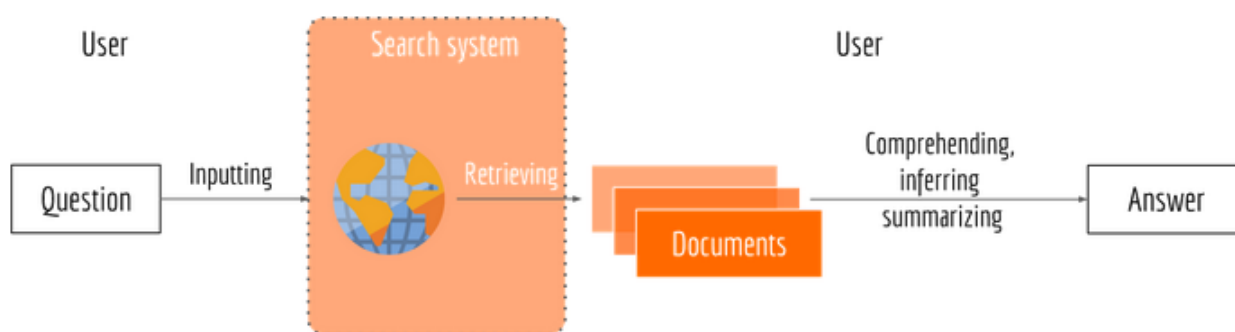 User
Search system
User
Question
Inputting
Retrieving
Documents
Comprehending,
inferring
summarizing
Answer